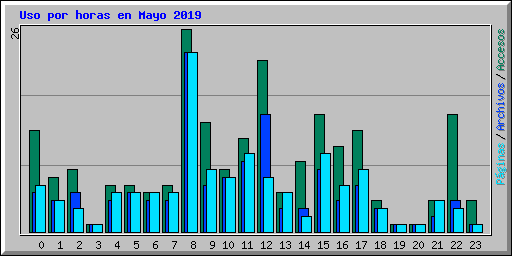 Uso por horas en Mayo 2019
26
Páginas/Archivos/Accesos
0 1 2 3 4 5 6 7 8 9 10 11 12 13 14 15 16 17 18 19 20 21 22 23